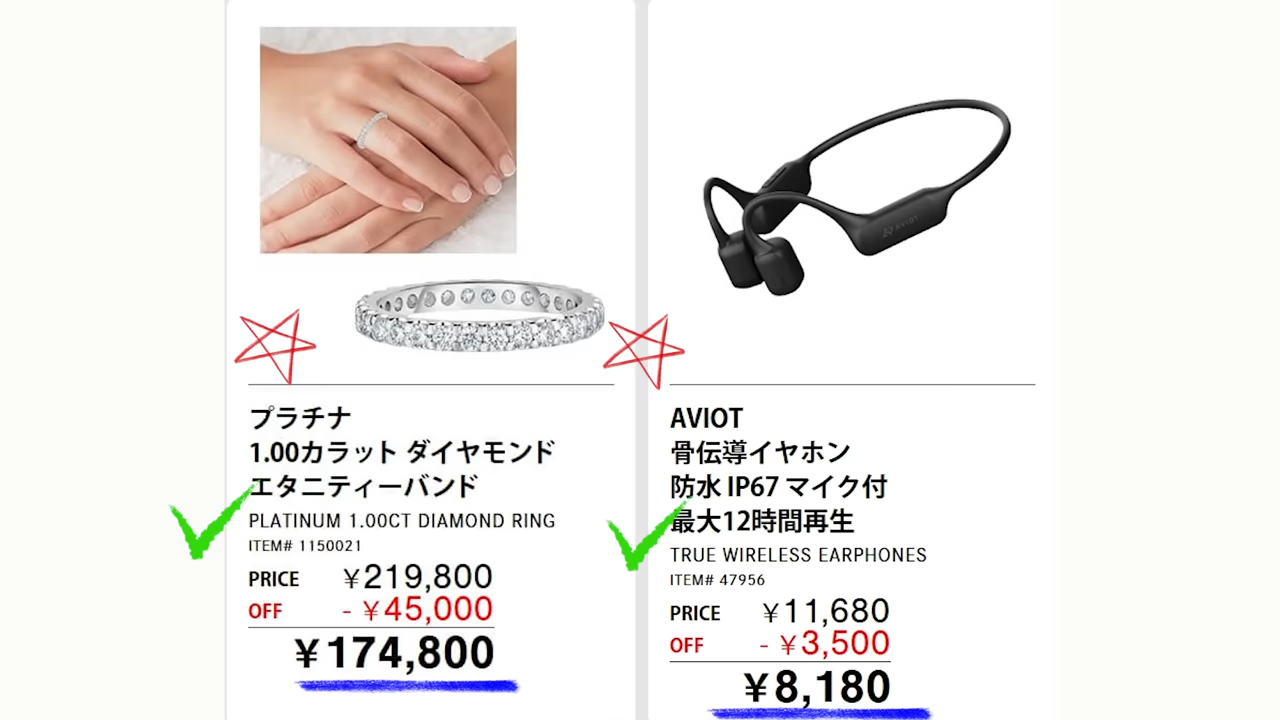 プラチナ
1.00カラット ダイヤモンド
エタニティーバンド
PLATINUM 1.00CT DIAMOND RING
ITEM# 1150021
PRICE ¥219,800
OFF - ¥45,000
¥174,800
AVIOT
AVIOT
骨伝導イヤホン
防水 IP67 マイク付
最大12時間再生
TRUE WIRELESS EARPHONES
ITEM# 47956
PRICE ¥11,680
OFF - ¥3,500
¥8,180